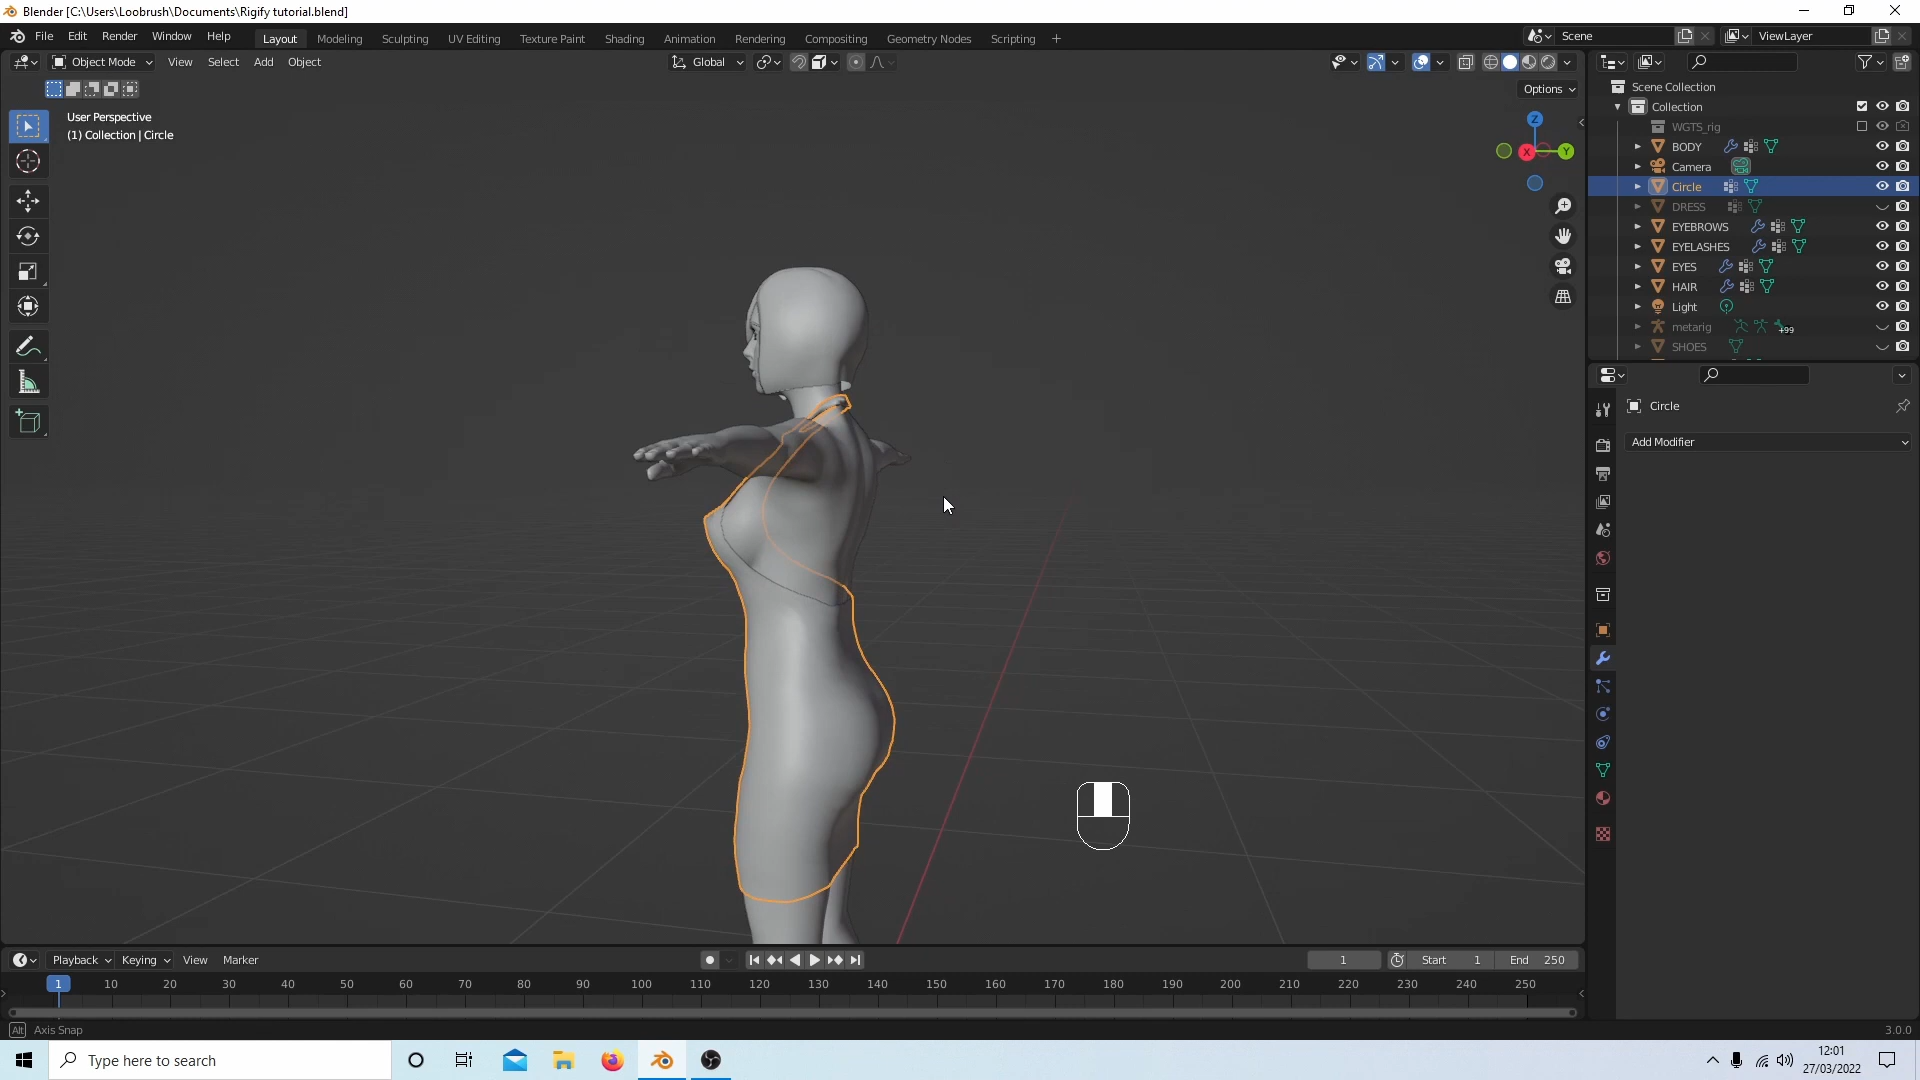 Blender [C:\Users\Loobrush\Documents\Rigify tutorial.blend]
File Edit Render Window Help Layout Modeling Sculpting UV Editing Texture Paint Shading Animation Rendering Compositing Geometry Nodes Scripting + Scene ViewLayer
Object Mode View Select Add Object Global
Options
User Perspective
(1) Collection | Circle
Z
X
Y
Scene Collection
Collection
WGTS_rig
BODY
Camera
Circle
DRESS
EYEBROWS
EYELASHES
EYES
HAIR
Light
metarig +99
SHOES
Circle
Add Modifier
Playback Keying View Marker 1 Start 1 End 250
1 10 20 30 40 50 60 70 80 90 100 110 120 130 140 150 160 170 180 190 200 210 220 230 240 250
Alt Axis Snap 3.0.0
Type here to search
12:01
27/03/2022